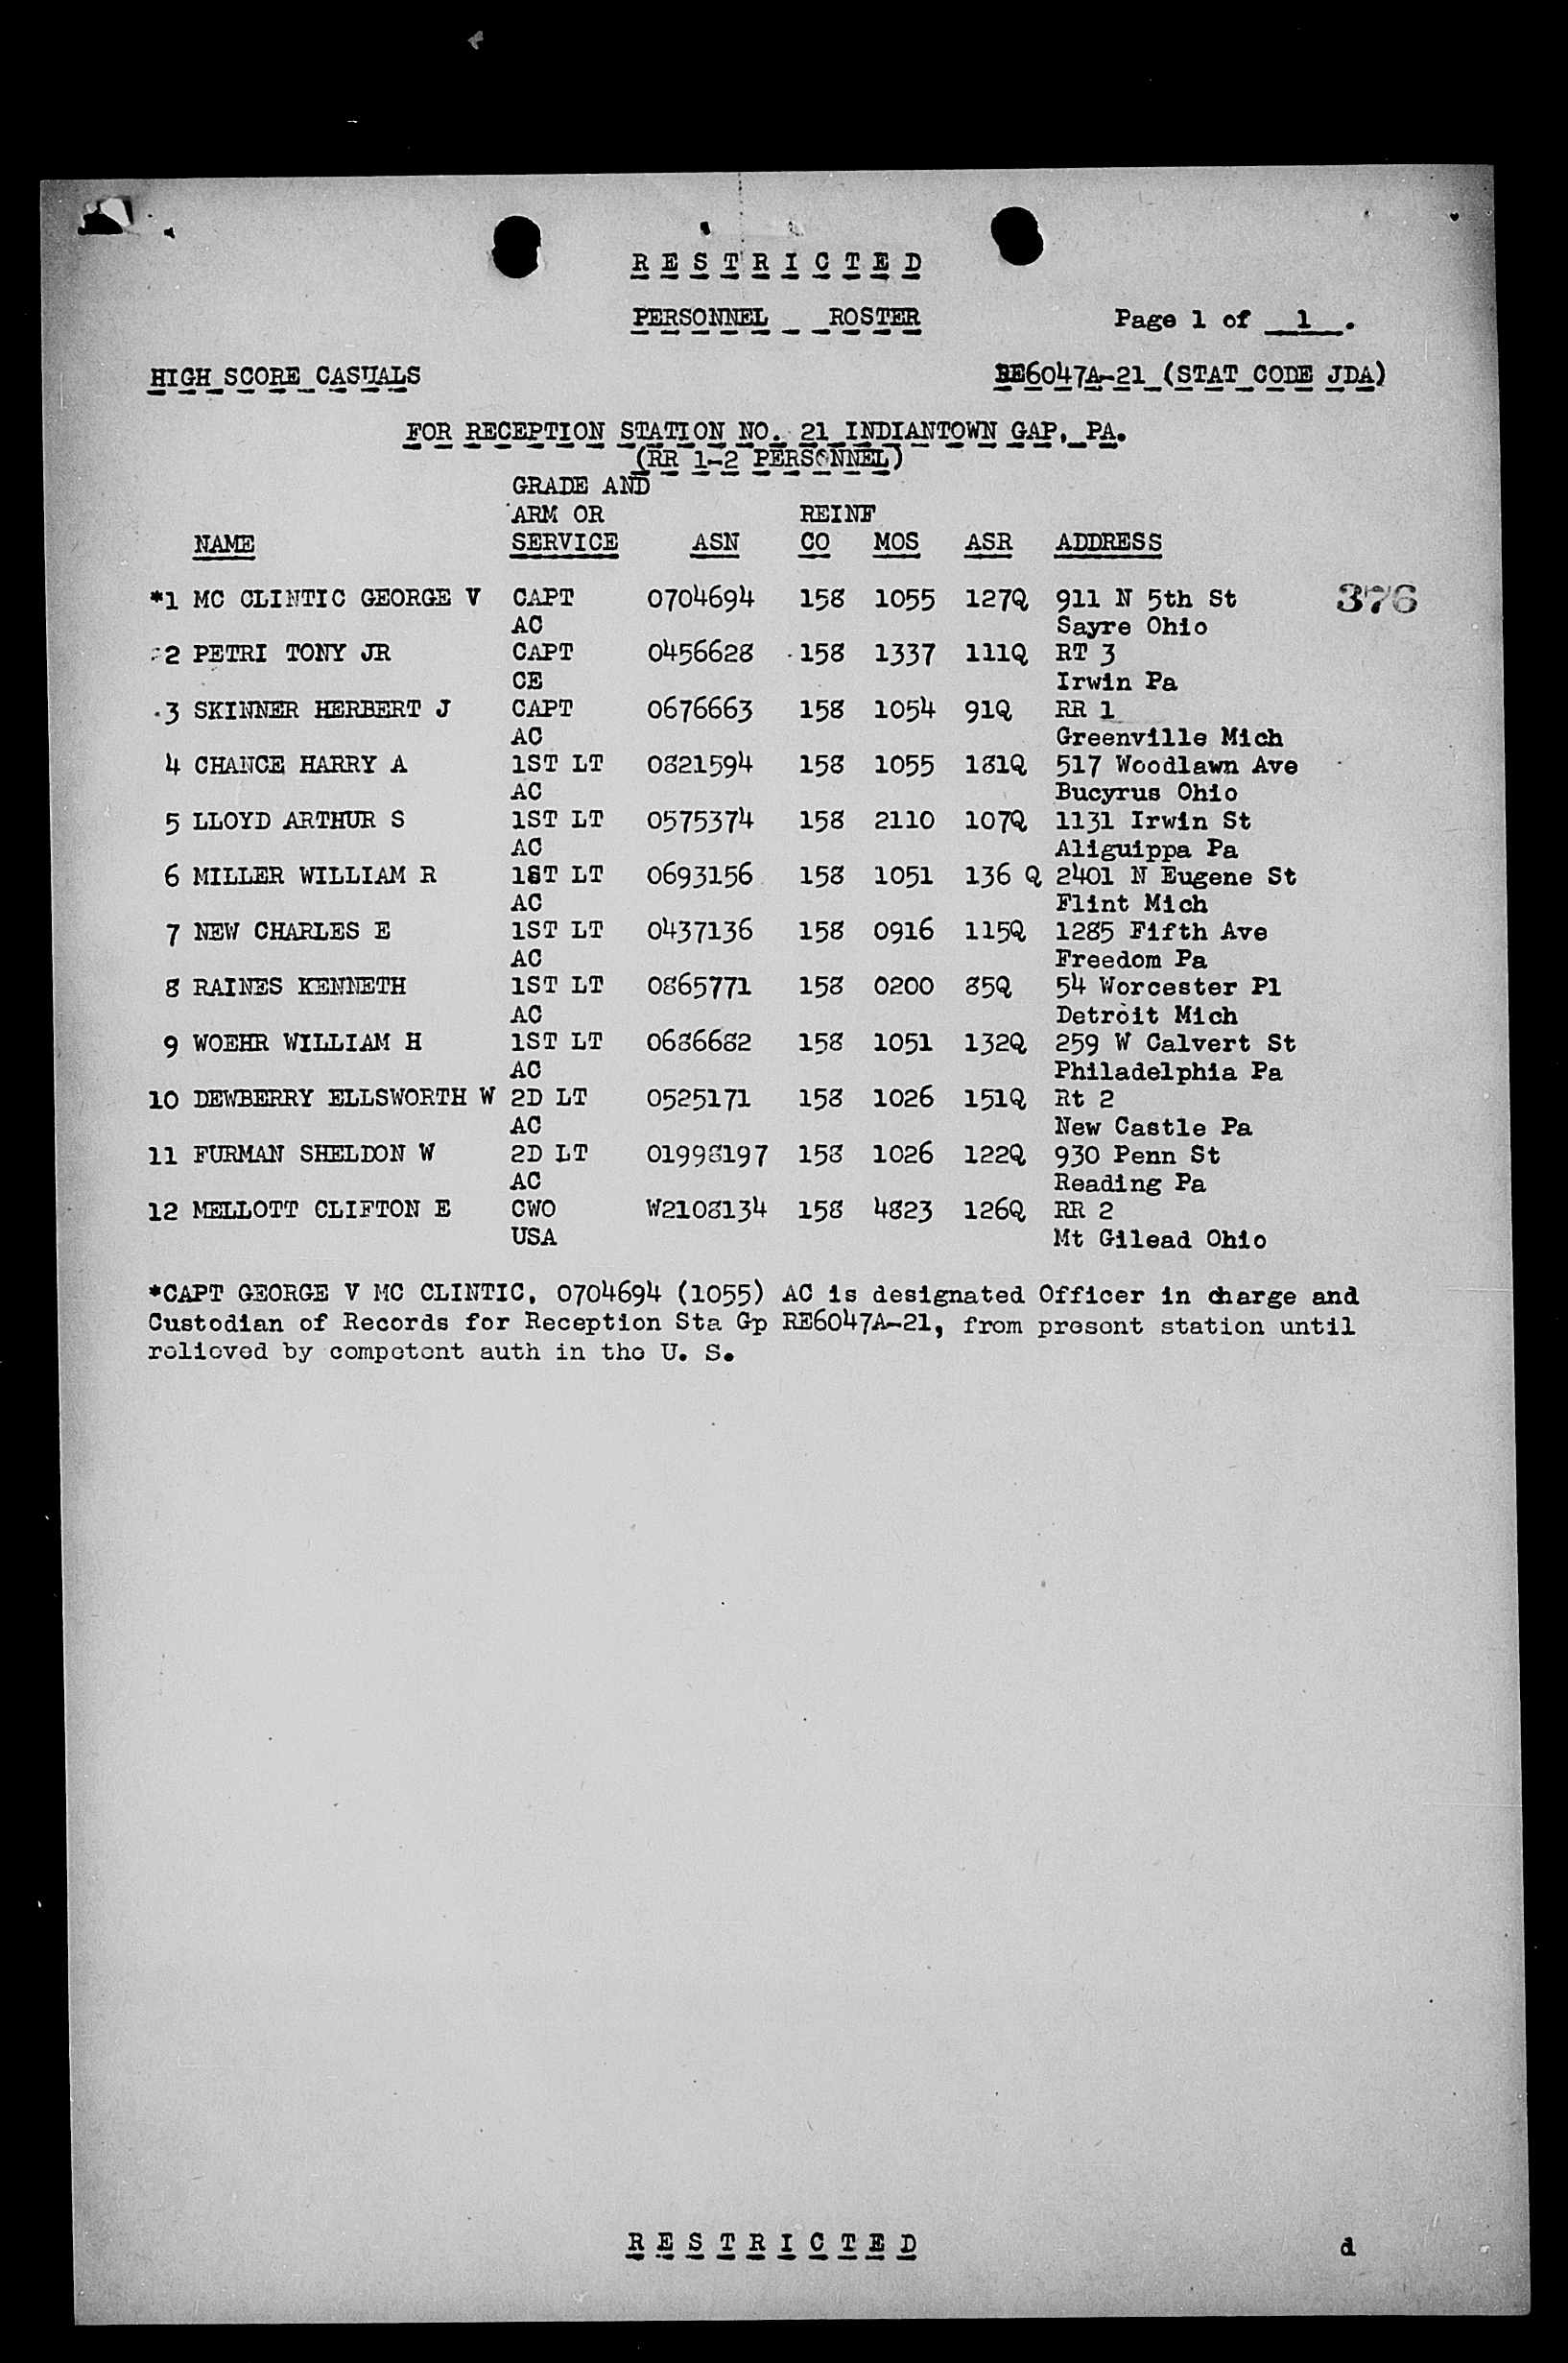 R E S T R I C T E D
PERSONNEL ROSTER Page 1 of 1 .
HIGH SCORE CASUALS RE6047A-21 (STAT CODE JDA)
FOR RECEPTION STATION NO. 21 INDIANTOWN GAP, PA.
(RR 1-2 PERSONNEL)
GRADE AND
ARM OR REINF
NAME SERVICE ASN CO MOS ASR ADDRESS
*1 MC CLINTIC GEORGE V CAPT 0704694 158 1055 127Q 911 N 5th St 376
AC Sayre Ohio
2 PETRI TONY JR CAPT 0456628 158 1337 111Q RT 3
CE Irwin Pa
3 SKINNER HERBERT J CAPT 0676663 158 1054 91Q RR 1
AC Greenville Mich
4 CHANCE HARRY A 1ST LT 0821594 158 1055 181Q 517 Woodlawn Ave
AC Bucyrus Ohio
5 LLOYD ARTHUR S 1ST LT 0575374 158 2110 107Q 1131 Irwin St
AC Aliguippa Pa
6 MILLER WILLIAM R 1ST LT 0693156 158 1051 136 Q 2401 N Eugene St
AC Flint Mich
7 NEW CHARLES E 1ST LT 0437136 158 0916 115Q 1285 Fifth Ave
AC Freedom Pa
8 RAINES KENNETH 1ST LT 0865771 158 0200 85Q 54 Worcester Pl
AC Detroit Mich
9 WOEHR WILLIAM H 1ST LT 0686682 158 1051 132Q 259 W Calvert St
AC Philadelphia Pa
10 DEWBERRY ELLSWORTH W 2D LT 0525171 158 1026 151Q Rt 2
AC New Castle Pa
11 FURMAN SHELDON W 2D LT 01998197 158 1026 122Q 930 Penn St
AC Reading Pa
12 MELLOTT CLIFTON E CWO W2108134 158 4823 126Q RR 2
USA Mt Gilead Ohio
*CAPT GEORGE V MC CLINTIC, 0704694 (1055) AC is designated Officer in charge and
Custodian of Records for Reception Sta Gp RE6047A-21, from present station until
relieved by competent auth in the U. S.
R E S T R I C T E D d